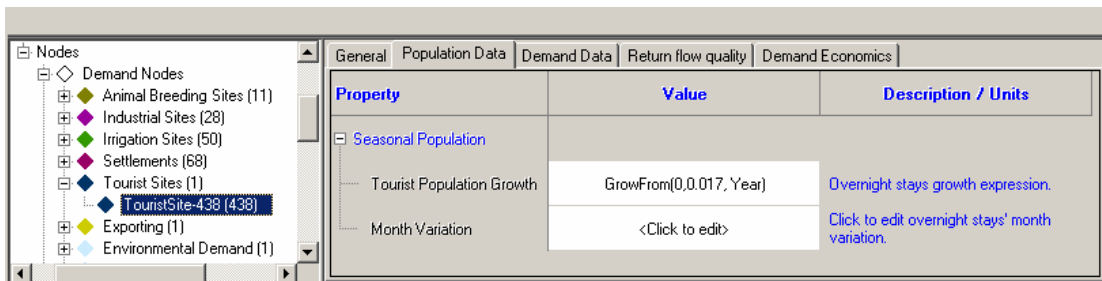 Nodes
Demand Nodes
Animal Breeding Sites (11)
Industrial Sites (28)
Irrigation Sites (50)
Settlements (68)
Tourist Sites (1)
TouristSite-438 (438)
Exporting (1)
Environmental Demand (1)
General Population Data Demand Data Return flow quality Demand Economics
Property Value Description / Units
Seasonal Population
Tourist Population Growth GrowFrom(0,0.017, Year) Overnight stays growth expression.
Month Variation <Click to edit> Click to edit overnight stays' month
variation.